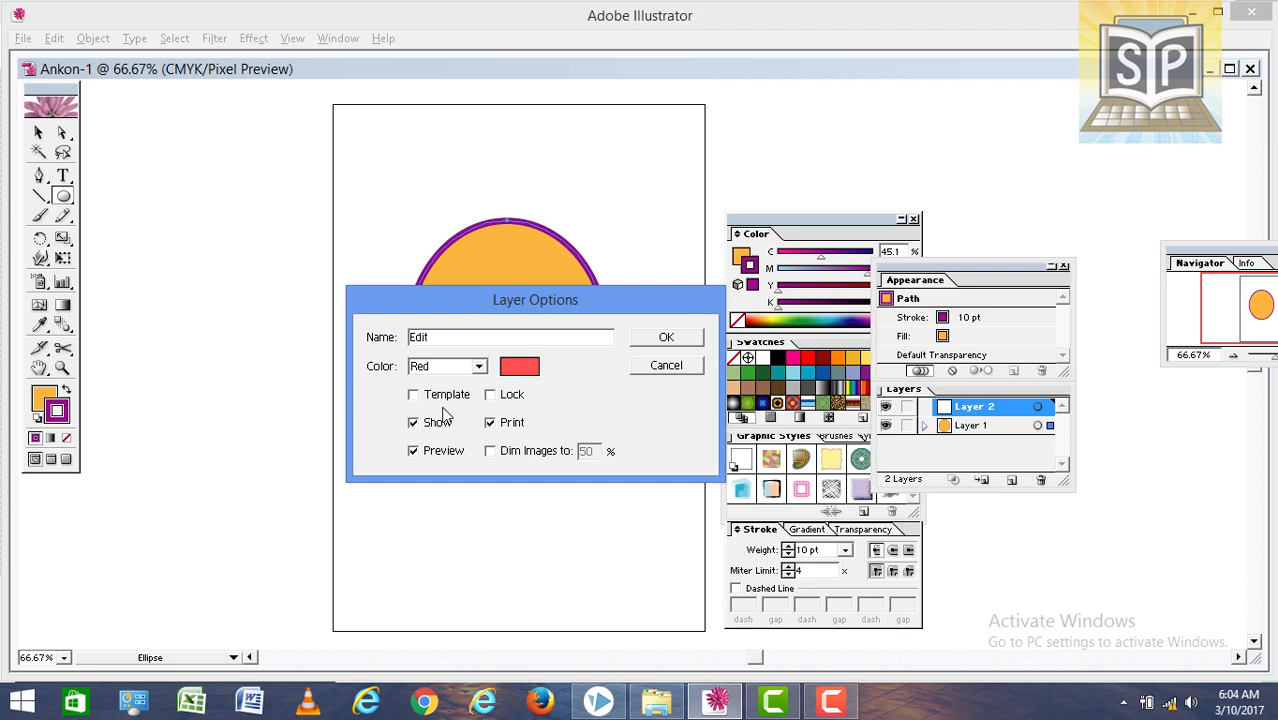 Adobe Illustrator
SP
File Edit Object Type Select Filter Effect View Window Help
Ankon-1 @ 66.67% (CMYK/Pixel Preview)
T
Color
C 45.1 %
M
Y
K
Swatches
Graphic Styles Brushes Symbols
Stroke Gradient Transparency
Weight: 10 pt
Miter Limit: 4 x
Dashed Line
dash gap dash gap dash gap
Appearance
Path
Stroke: 10 pt
Fill:
Default Transparency
Layers
Layer 2
Layer 1
2 Layers
Navigator Info
66.67%
Layer Options
Name: Edit
OK
Color: Red
Cancel
Template Lock
Show Print
Preview Dim Images to: 50 %
Activate Windows
Go to PC settings to activate Windows.
66.67% Ellipse
6:04 AM
3/10/2017